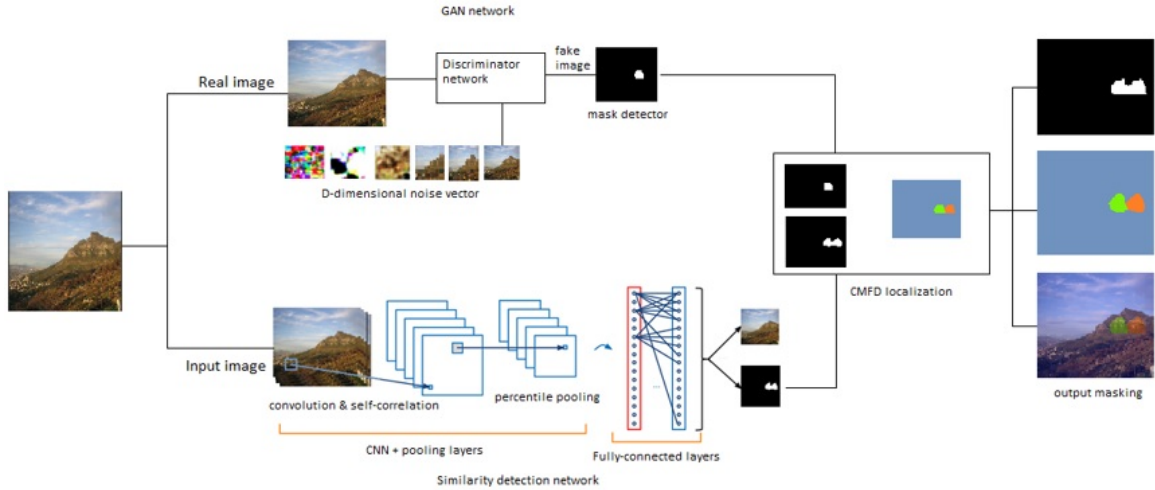 GAN network
Real image
Discriminator
network
fake
image
mask detector
D-dimensional noise vector
CMFD localization
Input image
convolution & self-correlation
percentile pooling
...
CNN + pooling layers
Fully-connected layers
Similarity detection network
output masking